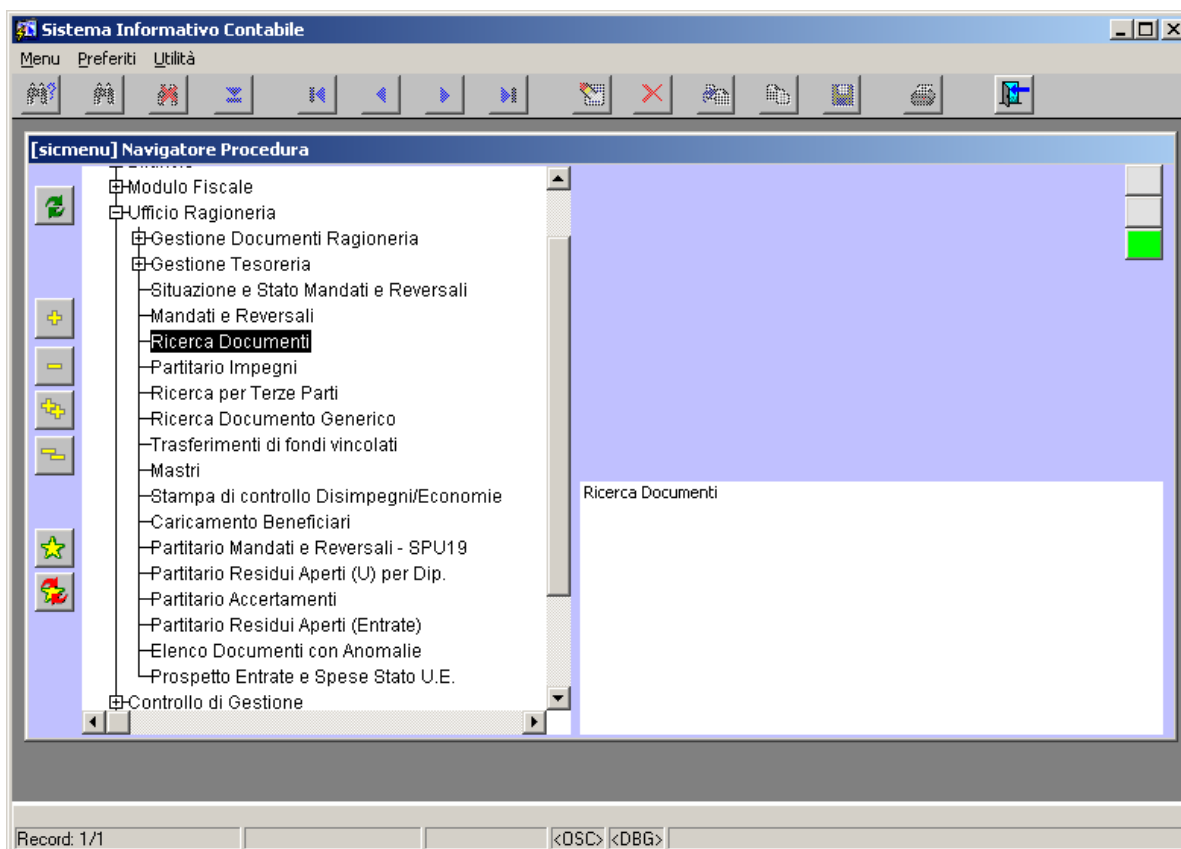 Sistema Informativo Contabile
Menu Preferiti Utilità
[sicmenu] Navigatore Procedura
Modulo Fiscale
Ufficio Ragioneria
Gestione Documenti Ragioneria
Gestione Tesoreria
Situazione e Stato Mandati e Reversali
Mandati e Reversali
Ricerca Documenti
Partitario Impegni
Ricerca per Terze Parti
Ricerca Documento Generico
Trasferimenti di fondi vincolati
Mastri
Stampa di controllo Disimpegni/Economie
Caricamento Beneficiari
Partitario Mandati e Reversali - SPU19
Partitario Residui Aperti (U) per Dip.
Partitario Accertamenti
Partitario Residui Aperti (Entrate)
Elenco Documenti con Anomalie
Prospetto Entrate e Spese Stato U.E.
Controllo di Gestione
Ricerca Documenti
Record: 1/1 <OSC> <DBG>